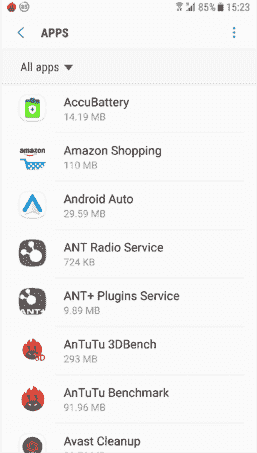 85% 15:23
APPS
All apps
AccuBattery
14.19 MB
amazon
Amazon Shopping
110 MB
Android Auto
29.59 MB
ANT Radio Service
724 KB
ANT+
ANT+ Plugins Service
9.89 MB
3D
AnTuTu 3DBench
293 MB
AnTuTu Benchmark
91.96 MB
Avast Cleanup